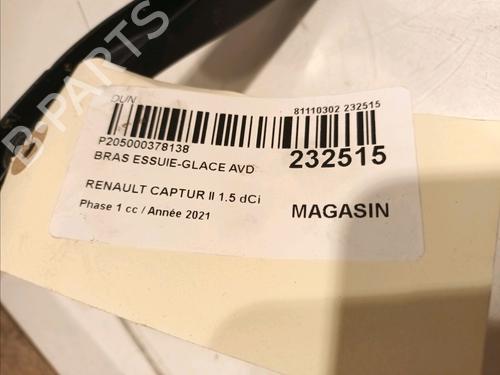 DUN
81110302 232515
P205000378138
BRAS ESSUIE-GLACE AVD
232515
RENAULT CAPTUR II 1.5 dCi
MAGASIN
Phase 1 cc / Année 2021
B-PARTS